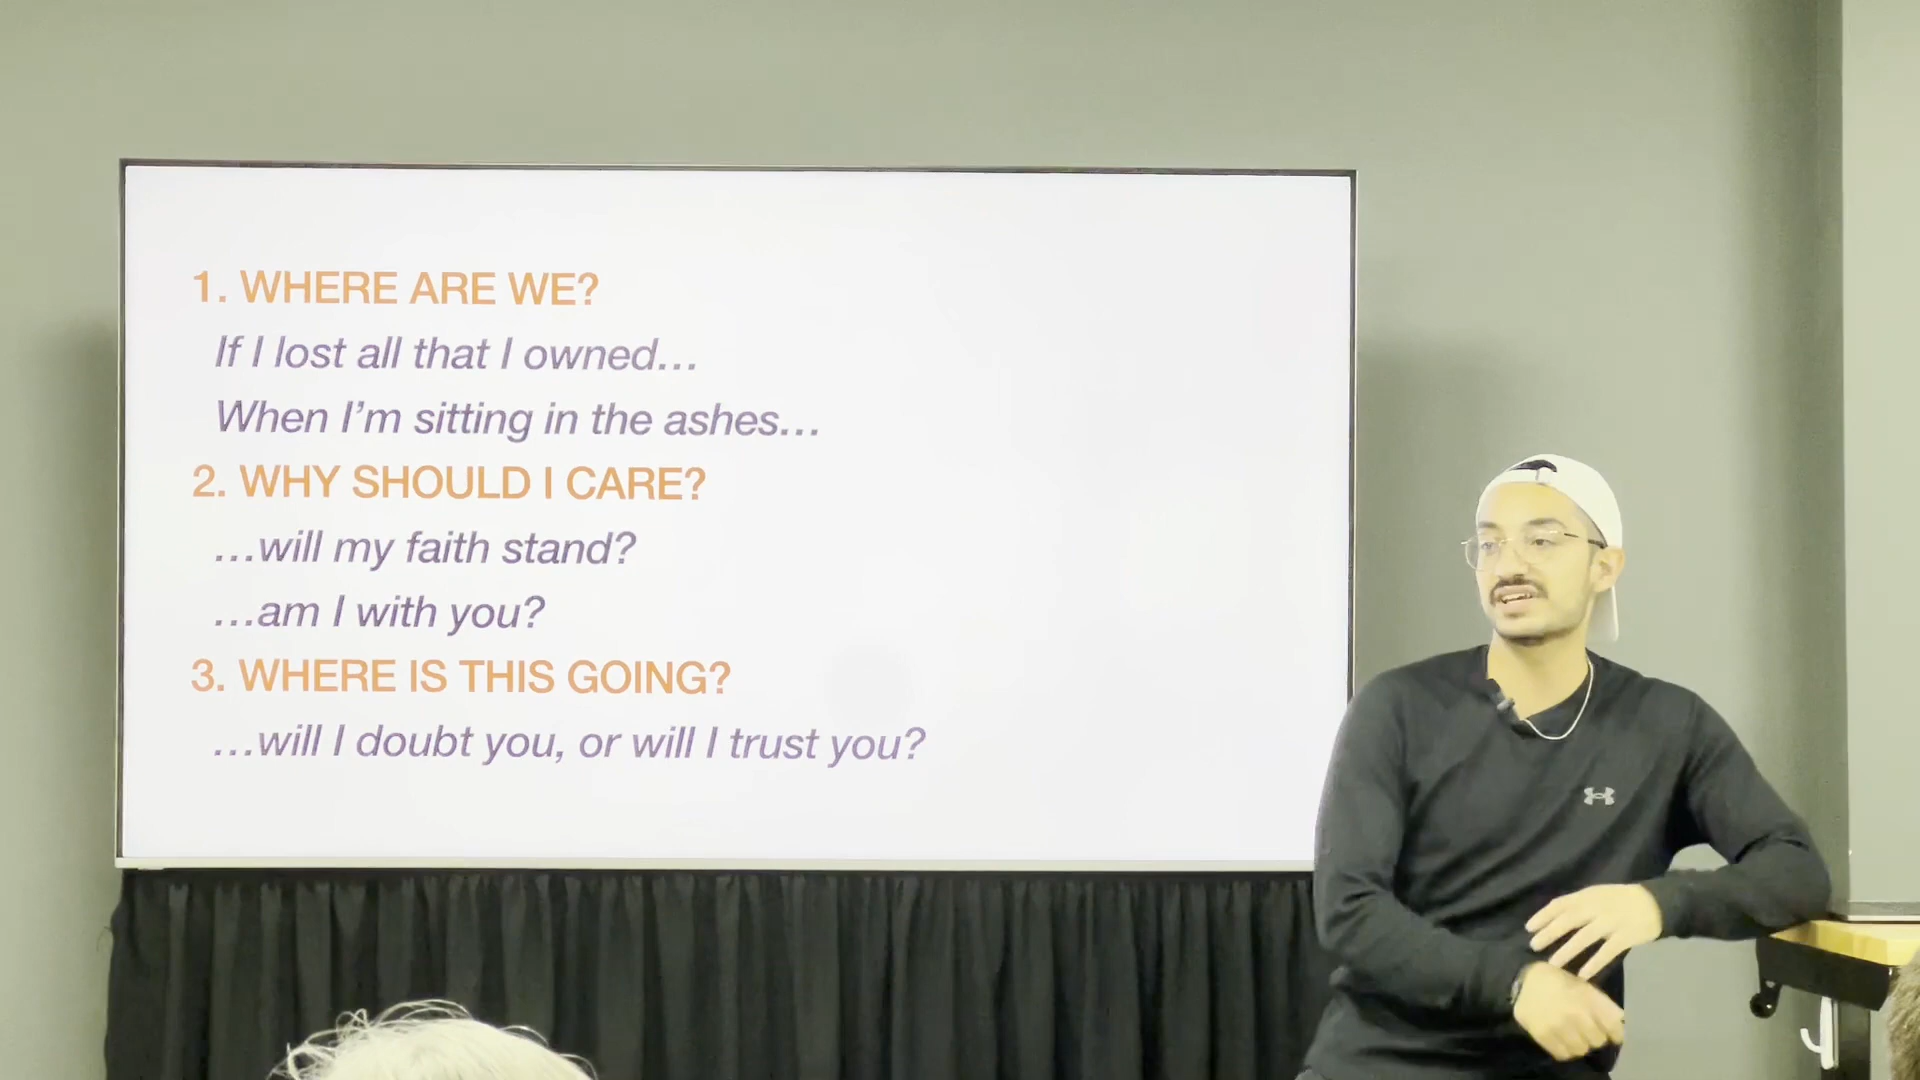 1. WHERE ARE WE?
If I lost all that I owned…
When I’m sitting in the ashes…
2. WHY SHOULD I CARE?
…will my faith stand?
…am I with you?
3. WHERE IS THIS GOING?
…will I doubt you, or will I trust you?